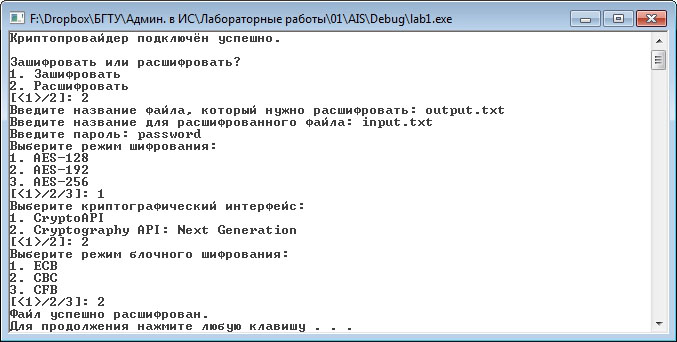 F:\Dropbox\БГТУ\Админ. в ИС\Лабораторные работы\01\AIS\Debug\lab1.exe
Криптопровайдер подключён успешно.
Зашифровать или расшифровать?
1. Зашифровать
2. Расшифровать
[<1>/2]: 2
Введите название файла, который нужно расшифровать: output.txt
Введите название для расшифрованного файла: input.txt
Введите пароль: password
Выберите режим шифрования:
1. AES-128
2. AES-192
3. AES-256
[<1>/2/3]: 1
Выберите криптографический интерфейс:
1. CryptoAPI
2. Cryptography API: Next Generation
[<1>/2]: 2
Выберите режим блочного шифрования:
1. ECB
2. CBC
3. CFB
[<1>/2/3]: 2
Файл успешно расшифрован.
Для продолжения нажмите любую клавишу . . .